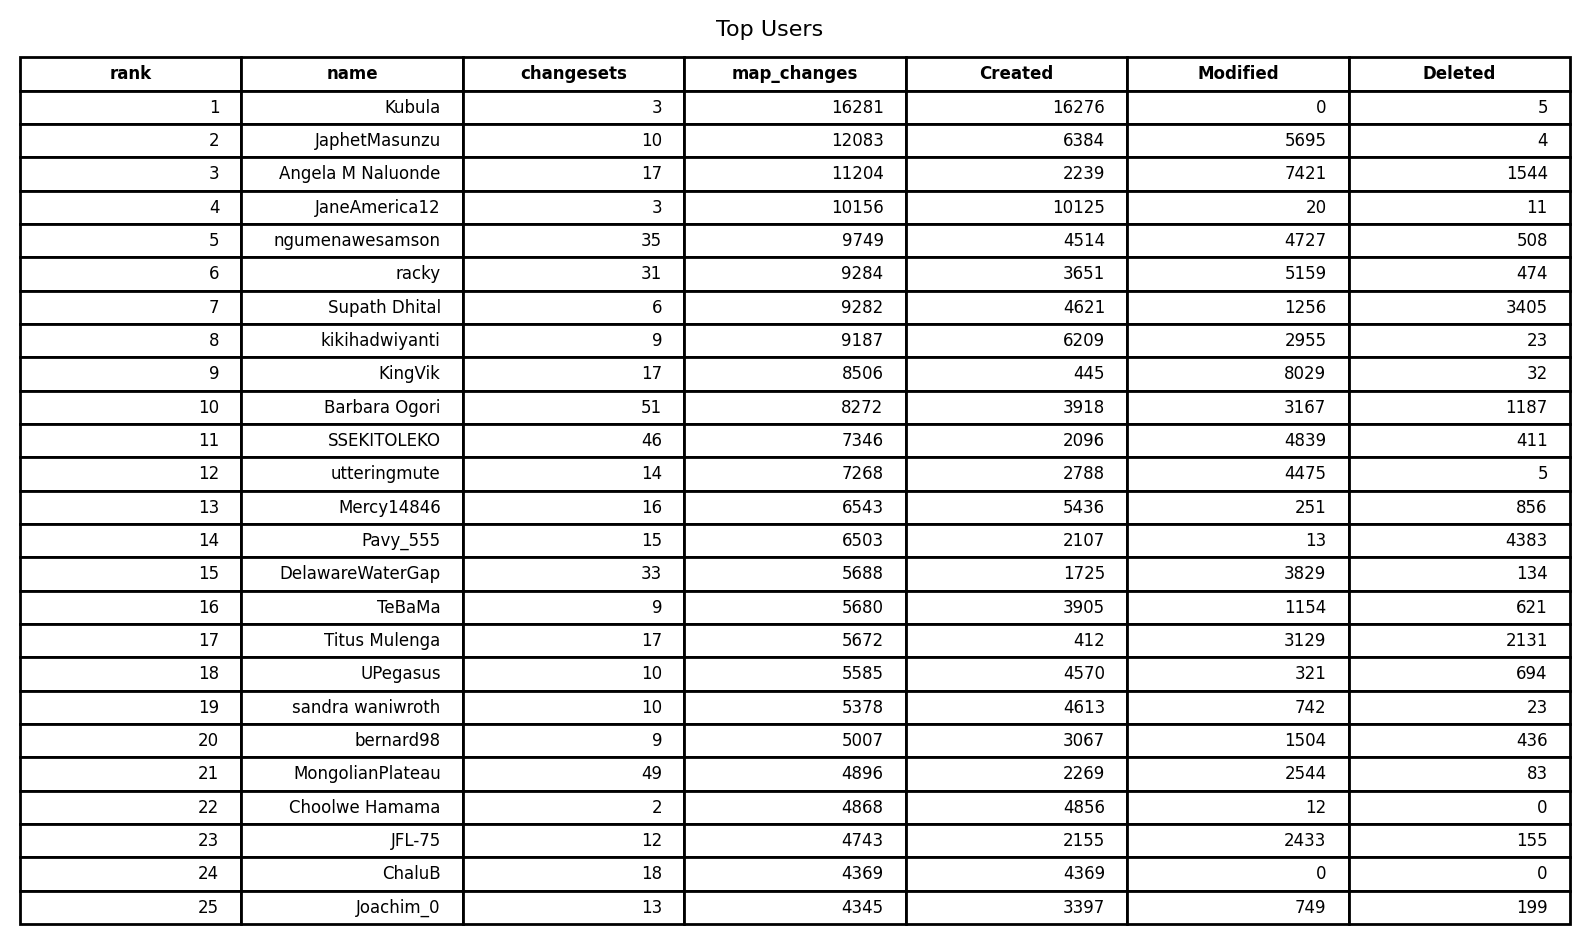 Top Users
rank name changesets map_changes Created Modified Deleted
1 Kubula 3 16281 16276 0 5
2 JaphetMasunzu 10 12083 6384 5695 4
3 Angela M Naluonde 17 11204 2239 7421 1544
4 JaneAmerica12 3 10156 10125 20 11
5 ngumenawesamson 35 9749 4514 4727 508
6 racky 31 9284 3651 5159 474
7 Supath Dhital 6 9282 4621 1256 3405
8 kikihadwiyanti 9 9187 6209 2955 23
9 KingVik 17 8506 445 8029 32
10 Barbara Ogori 51 8272 3918 3167 1187
11 SSEKITOLEKO 46 7346 2096 4839 411
12 utteringmute 14 7268 2788 4475 5
13 Mercy14846 16 6543 5436 251 856
14 Pavy_555 15 6503 2107 13 4383
15 DelawareWaterGap 33 5688 1725 3829 134
16 TeBaMa 9 5680 3905 1154 621
17 Titus Mulenga 17 5672 412 3129 2131
18 UPegasus 10 5585 4570 321 694
19 sandra waniwroth 10 5378 4613 742 23
20 bernard98 9 5007 3067 1504 436
21 MongolianPlateau 49 4896 2269 2544 83
22 Choolwe Hamama 2 4868 4856 12 0
23 JFL-75 12 4743 2155 2433 155
24 ChaluB 18 4369 4369 0 0
25 Joachim_0 13 4345 3397 749 199